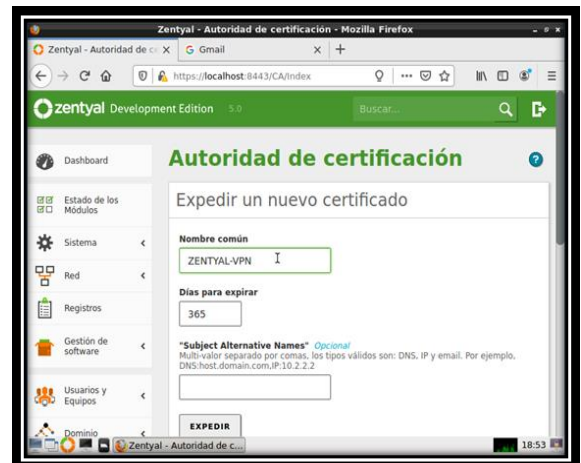 Zentyal - Autoridad de certificación - Mozilla Firefox
Zentyal - Autoridad de ce
Gmail
https://localhost:8443/CA/Index
zentyal Development Edition 5.0
Buscar...
Dashboard
Estado de los
Módulos
Sistema
Red
Registros
Gestión de
software
Usuarios y
Equipos
Dominio
Autoridad de certificación
Expedir un nuevo certificado
Nombre común
ZENTYAL-VPN
Días para expirar
365
"Subject Alternative Names" Opcional
Multi-valor separado por comas, los tipos válidos son: DNS, IP y email. Por ejemplo,
DNS:host.domain.com,IP:10.2.2.2
EXPEDIR
Zentyal - Autoridad de c...
18:53